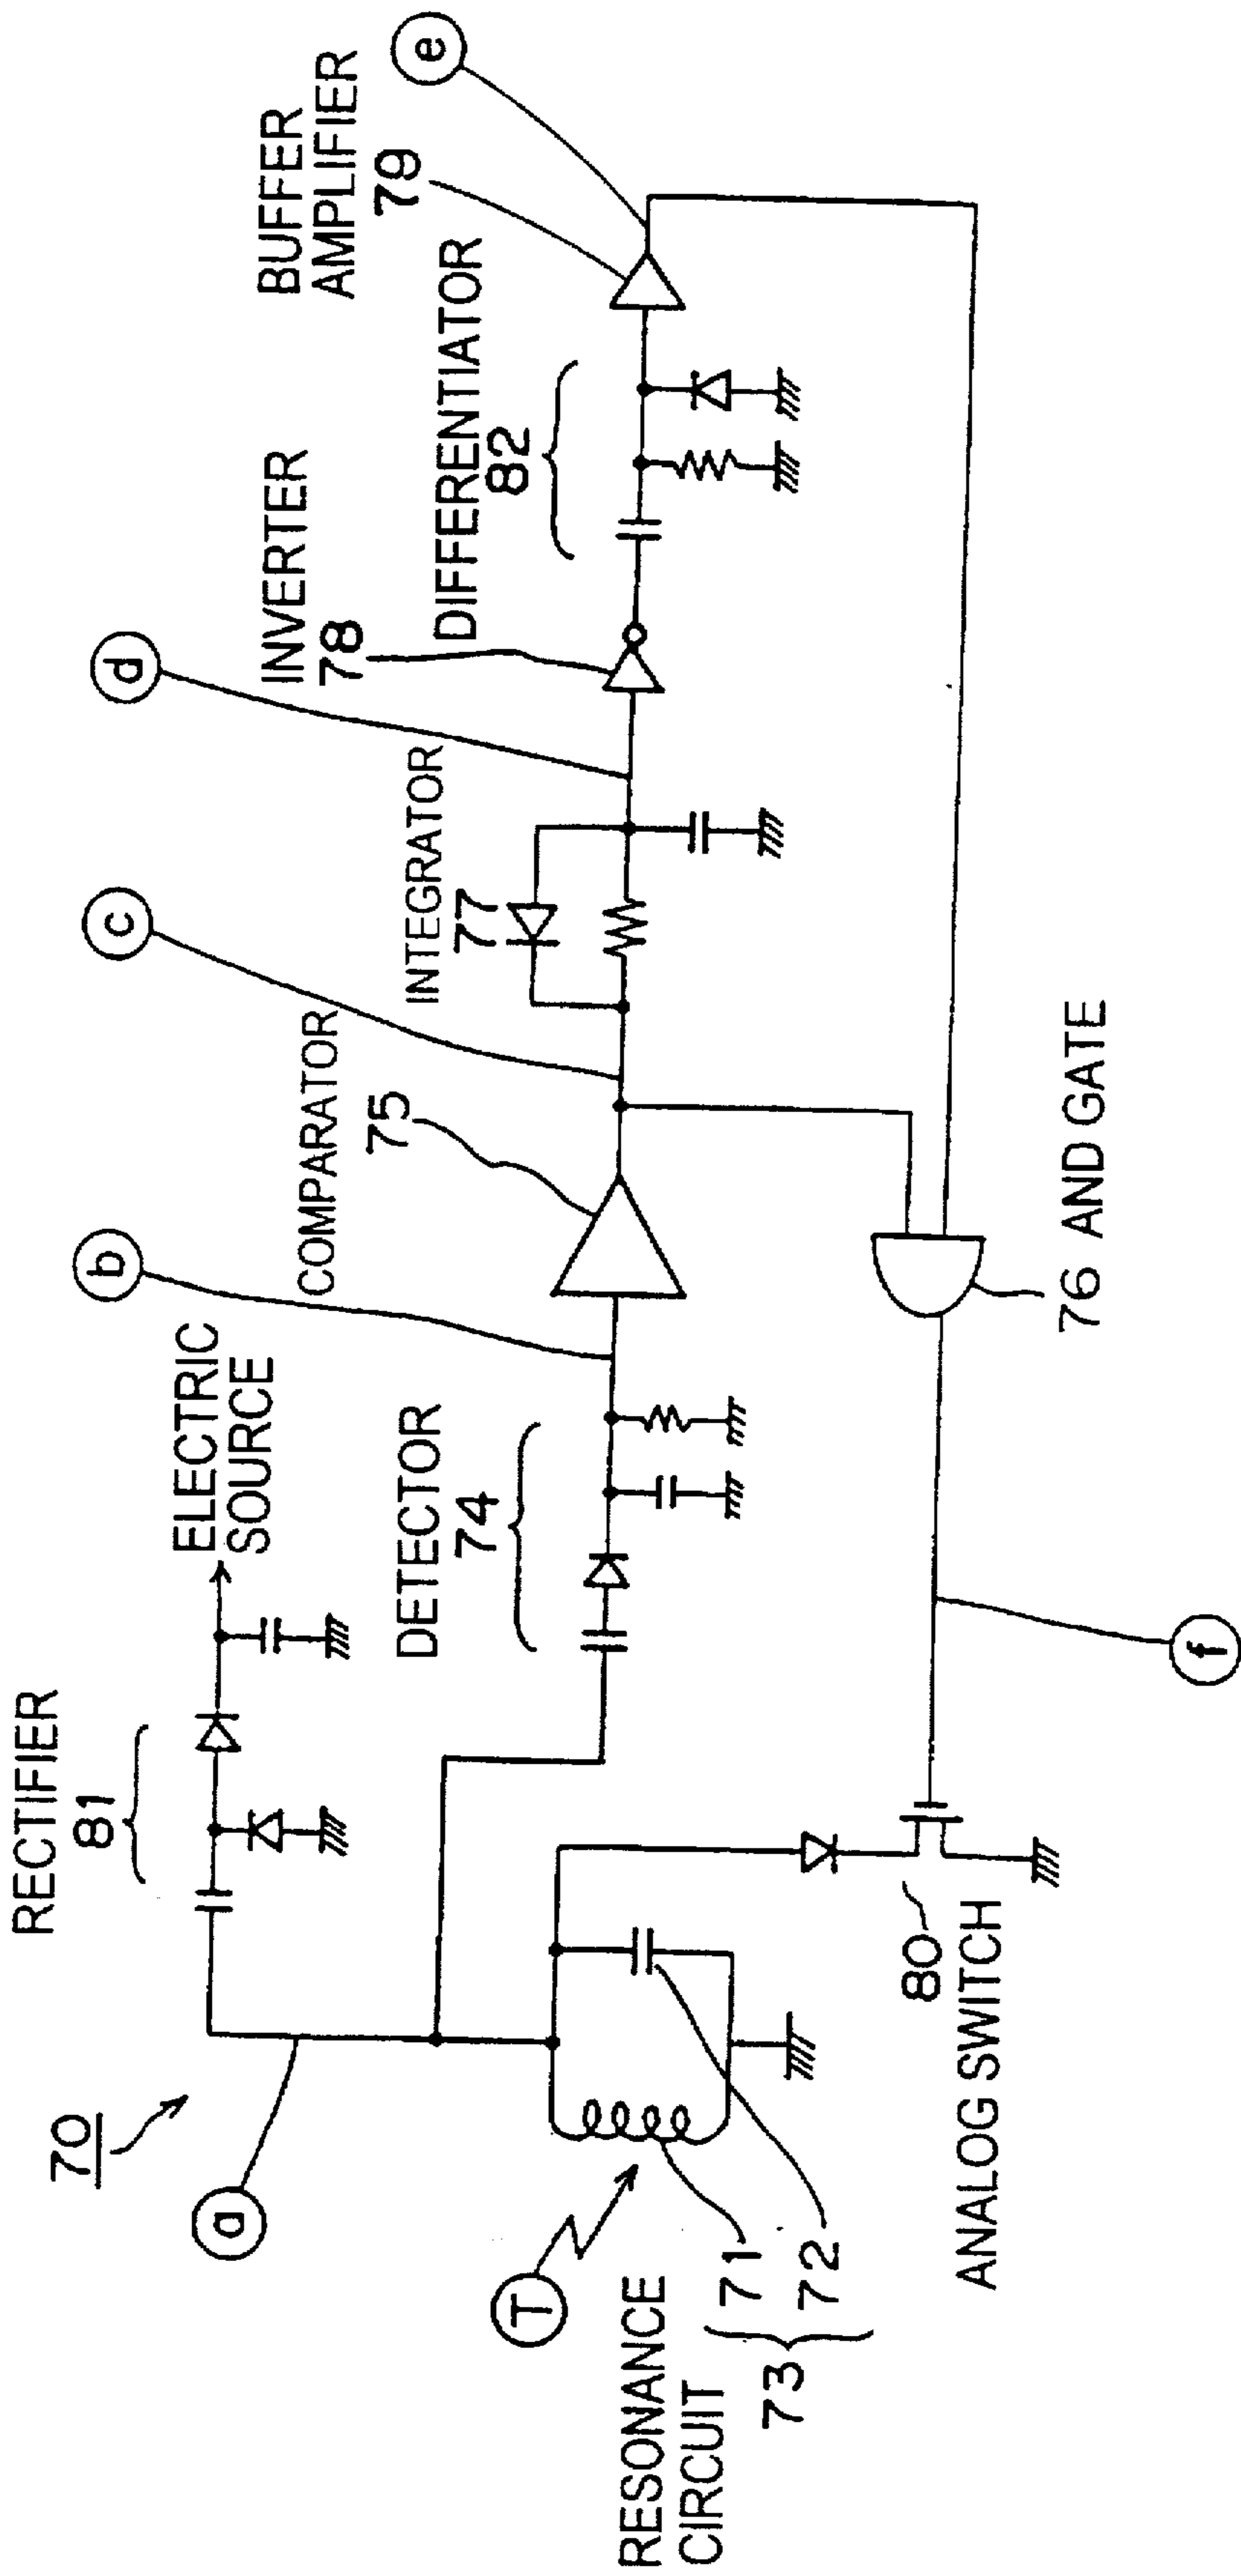 70
RECTIFIER
81
ELECTRIC
SOURCE
a
b
c
d
e
DETECTOR
74
COMPARATOR
75
INTEGRATOR
77
INVERTER
78
DIFFERENTIATOR
82
BUFFER
AMPLIFIER
79
T
RESONANCE
CIRCUIT
71
72
73
80
ANALOG SWITCH
f
76 AND GATE